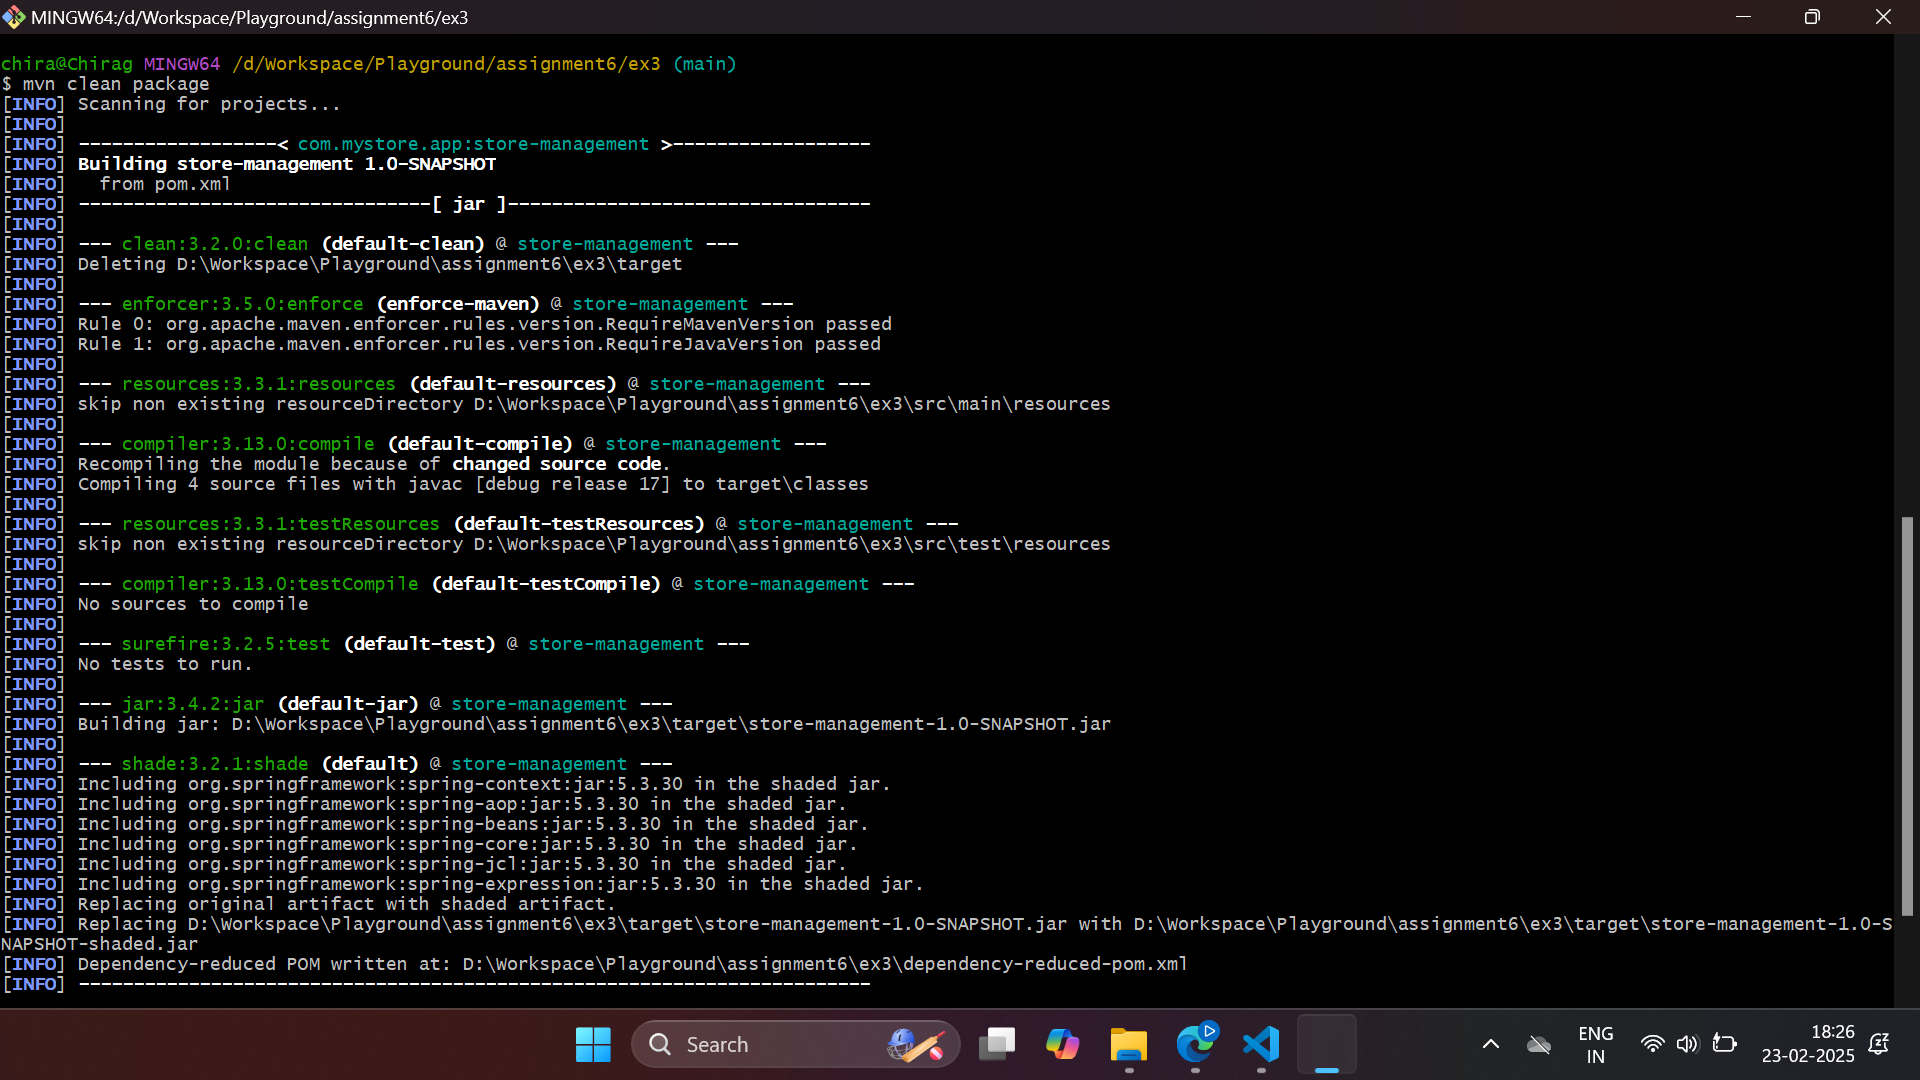 MINGW64:/d/Workspace/Playground/assignment6/ex3
chira@Chirag MINGW64 /d/Workspace/Playground/assignment6/ex3 (main)
$ mvn clean package
[INFO] Scanning for projects...
[INFO]
[INFO] ------------------< com.mystore.app:store-management >------------------
[INFO] Building store-management 1.0-SNAPSHOT
[INFO]   from pom.xml
[INFO] --------------------------------[ jar ]---------------------------------
[INFO]
[INFO] --- clean:3.2.0:clean (default-clean) @ store-management ---
[INFO] Deleting D:\Workspace\Playground\assignment6\ex3\target
[INFO]
[INFO] --- enforcer:3.5.0:enforce (enforce-maven) @ store-management ---
[INFO] Rule 0: org.apache.maven.enforcer.rules.version.RequireMavenVersion passed
[INFO] Rule 1: org.apache.maven.enforcer.rules.version.RequireJavaVersion passed
[INFO]
[INFO] --- resources:3.3.1:resources (default-resources) @ store-management ---
[INFO] skip non existing resourceDirectory D:\Workspace\Playground\assignment6\ex3\src\main\resources
[INFO]
[INFO] --- compiler:3.13.0:compile (default-compile) @ store-management ---
[INFO] Recompiling the module because of changed source code.
[INFO] Compiling 4 source files with javac [debug release 17] to target\classes
[INFO]
[INFO] --- resources:3.3.1:testResources (default-testResources) @ store-management ---
[INFO] skip non existing resourceDirectory D:\Workspace\Playground\assignment6\ex3\src\test\resources
[INFO]
[INFO] --- compiler:3.13.0:testCompile (default-testCompile) @ store-management ---
[INFO] No sources to compile
[INFO]
[INFO] --- surefire:3.2.5:test (default-test) @ store-management ---
[INFO] No tests to run.
[INFO]
[INFO] --- jar:3.4.2:jar (default-jar) @ store-management ---
[INFO] Building jar: D:\Workspace\Playground\assignment6\ex3\target\store-management-1.0-SNAPSHOT.jar
[INFO]
[INFO] --- shade:3.2.1:shade (default) @ store-management ---
[INFO] Including org.springframework:spring-context:jar:5.3.30 in the shaded jar.
[INFO] Including org.springframework:spring-aop:jar:5.3.30 in the shaded jar.
[INFO] Including org.springframework:spring-beans:jar:5.3.30 in the shaded jar.
[INFO] Including org.springframework:spring-core:jar:5.3.30 in the shaded jar.
[INFO] Including org.springframework:spring-jcl:jar:5.3.30 in the shaded jar.
[INFO] Including org.springframework:spring-expression:jar:5.3.30 in the shaded jar.
[INFO] Replacing original artifact with shaded artifact.
[INFO] Replacing D:\Workspace\Playground\assignment6\ex3\target\store-management-1.0-SNAPSHOT.jar with D:\Workspace\Playground\assignment6\ex3\target\store-management-1.0-S
NAPSHOT-shaded.jar
[INFO] Dependency-reduced POM written at: D:\Workspace\Playground\assignment6\ex3\dependency-reduced-pom.xml
[INFO] ------------------------------------------------------------------------
Search
ENG
IN
18:26
23-02-2025